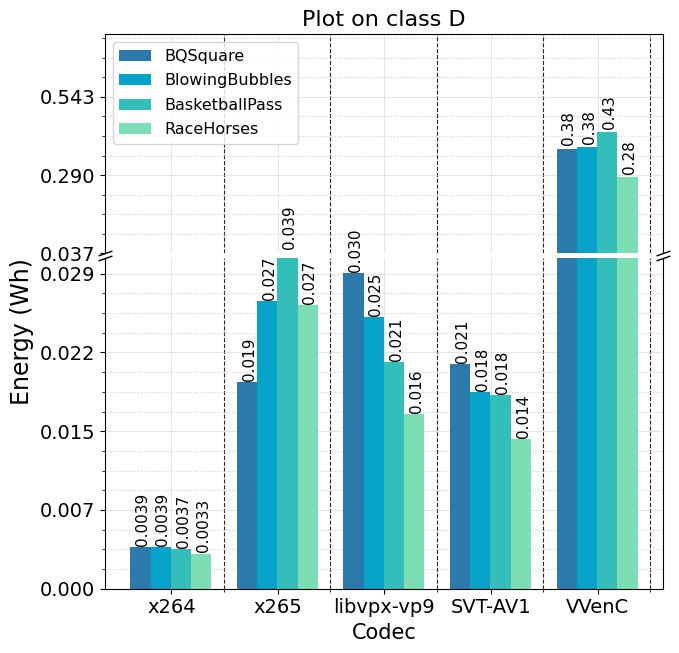 Plot on class D
BQSquare
BlowingBubbles
BasketballPass
RaceHorses
0.543
0.290
0.037
0.029
0.022
0.015
0.007
0.000
Energy (Wh)
0.0039
0.0039
0.0037
0.0033
0.019
0.027
0.039
0.027
0.030
0.025
0.021
0.016
0.021
0.018
0.018
0.014
0.38
0.38
0.43
0.28
x264
x265
libvpx-vp9
SVT-AV1
VVenC
Codec